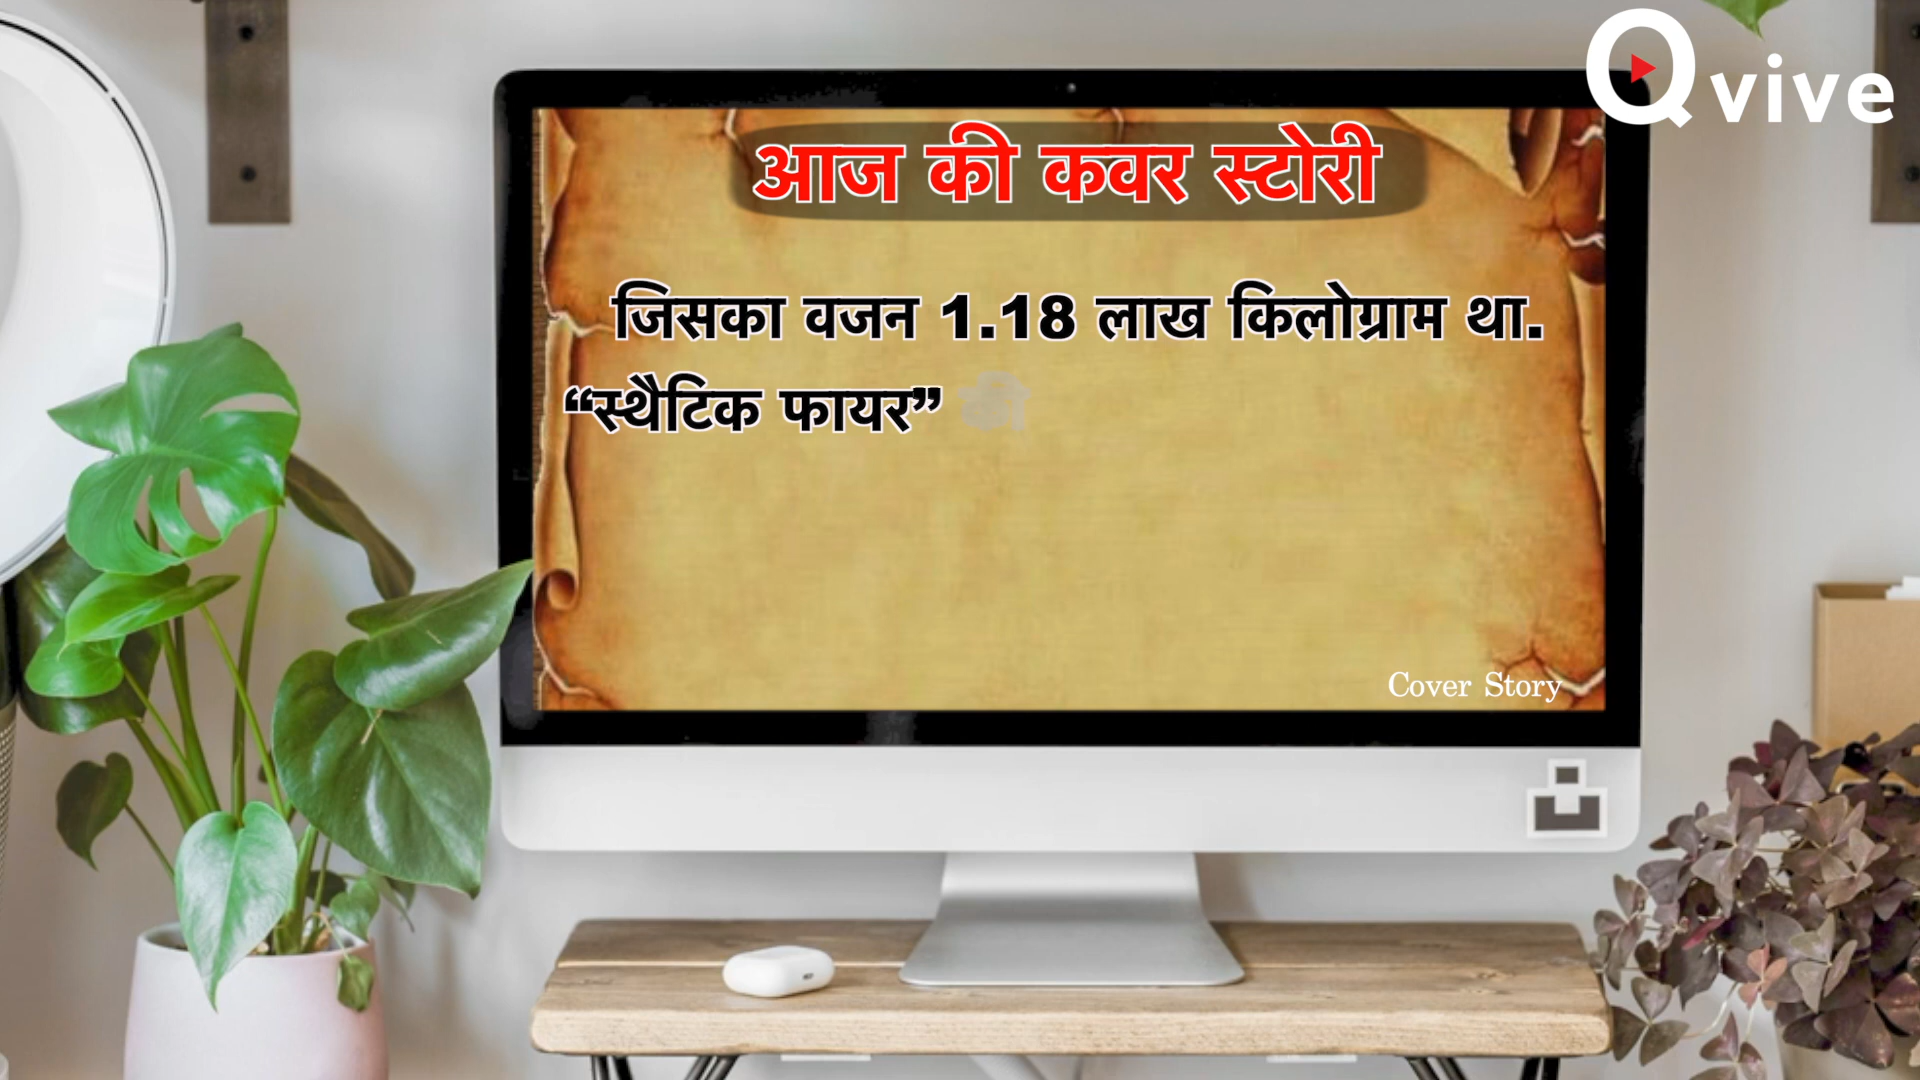 Qvive
आज की कवर स्टोरी
जिसका वजन 1.18 लाख किलोग्राम था.
“स्थैटिक फायर” की
Cover Story